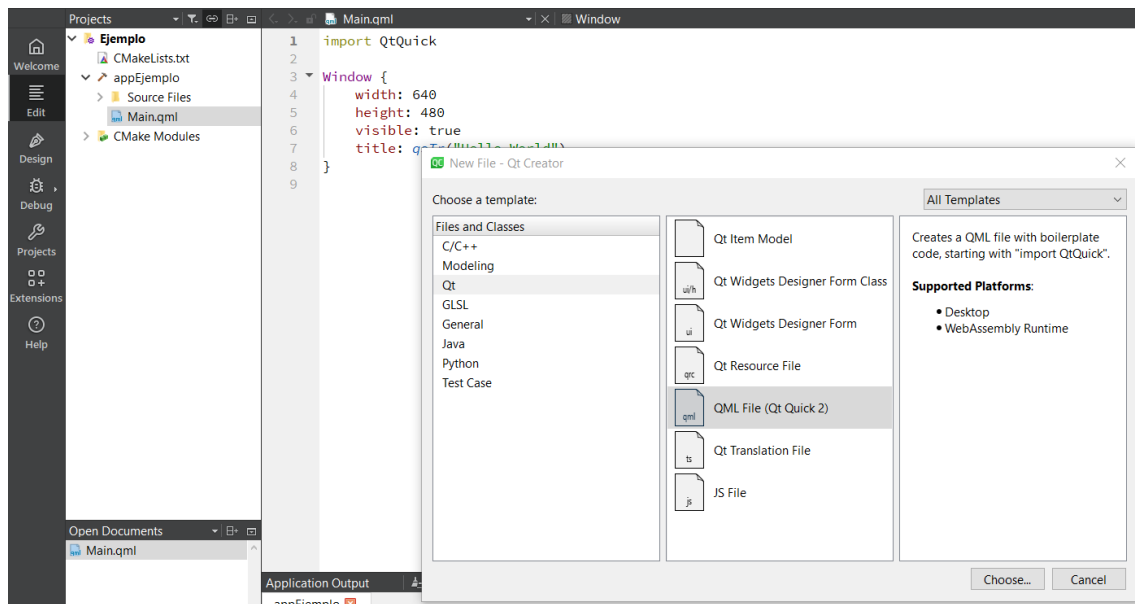 Projects
Main.qml
Window
Welcome
Edit
Design
Debug
Projects
Extensions
Help
Ejemplo
CMakeLists.txt
appEjemplo
Source Files
Main.qml
CMake Modules
Open Documents
Main.qml
1 import QtQuick
2
3 Window {
4 width: 640
5 height: 480
6 visible: true
7 title: qsTr("Hello World")
8 }
9
Application Output
appEjemplo
QC New File - Qt Creator
Choose a template:
All Templates
Files and Classes
C/C++
Modeling
Qt
GLSL
General
Java
Python
Test Case
Qt Item Model
ui/h Qt Widgets Designer Form Class
ui Qt Widgets Designer Form
qrc Qt Resource File
qml QML File (Qt Quick 2)
ts Qt Translation File
js JS File
Creates a QML file with boilerplate
code, starting with "import QtQuick".
Supported Platforms:
• Desktop
• WebAssembly Runtime
Choose...
Cancel